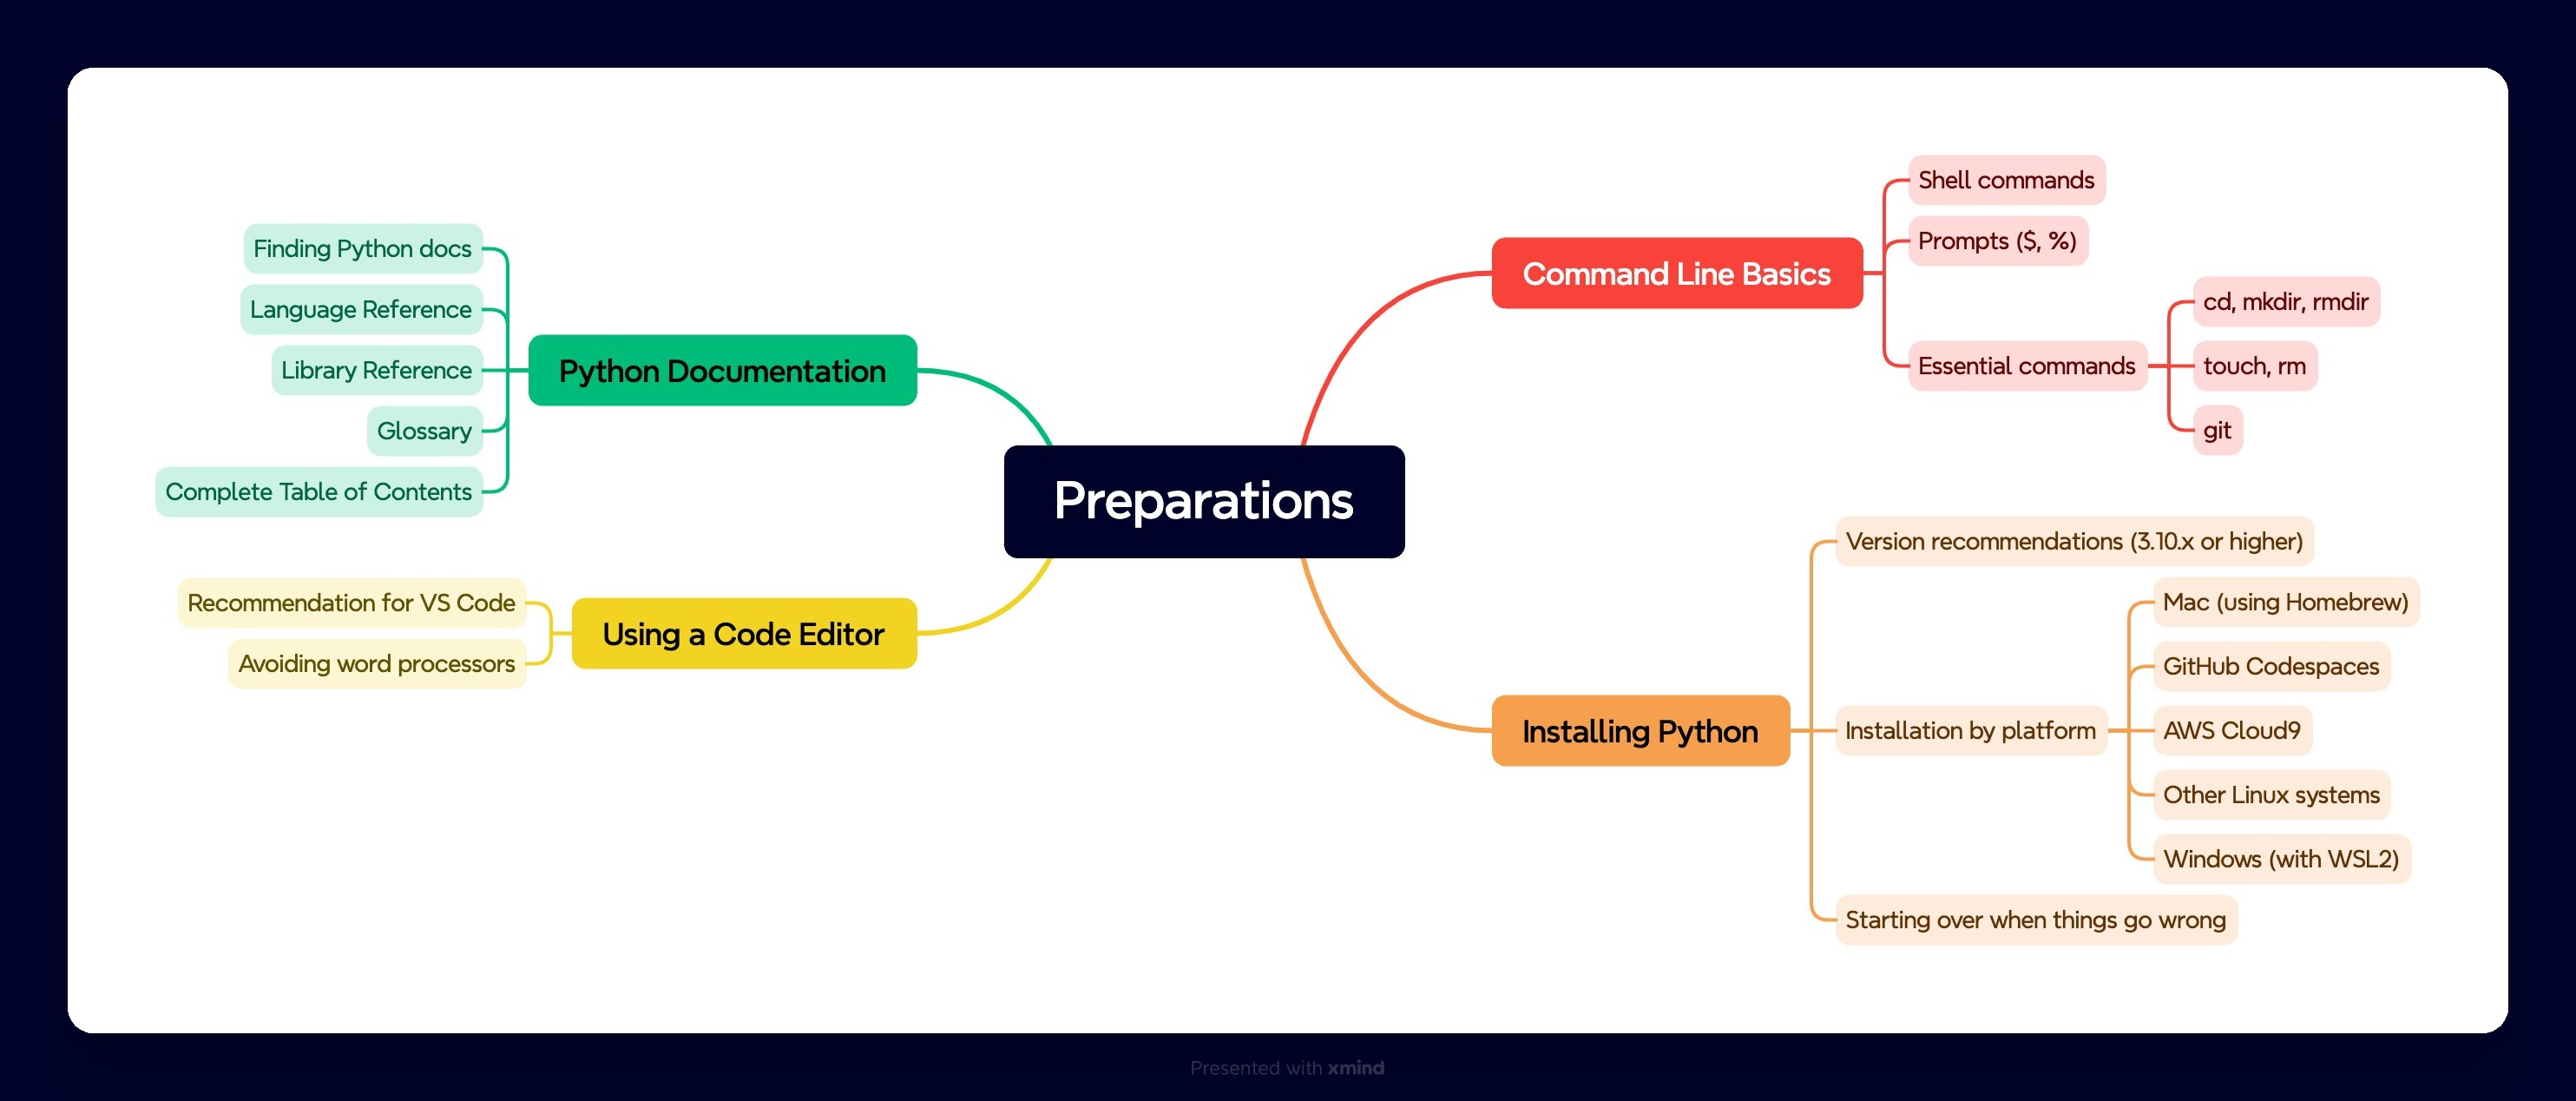 Preparations
Command Line Basics
Shell commands
Prompts ($, %)
Essential commands
cd, mkdir, rmdir
touch, rm
git
Installing Python
Version recommendations (3.10.x or higher)
Installation by platform
Mac (using Homebrew)
GitHub Codespaces
AWS Cloud9
Other Linux systems
Windows (with WSL2)
Starting over when things go wrong
Python Documentation
Finding Python docs
Language Reference
Library Reference
Glossary
Complete Table of Contents
Using a Code Editor
Recommendation for VS Code
Avoiding word processors
Presented with xmind